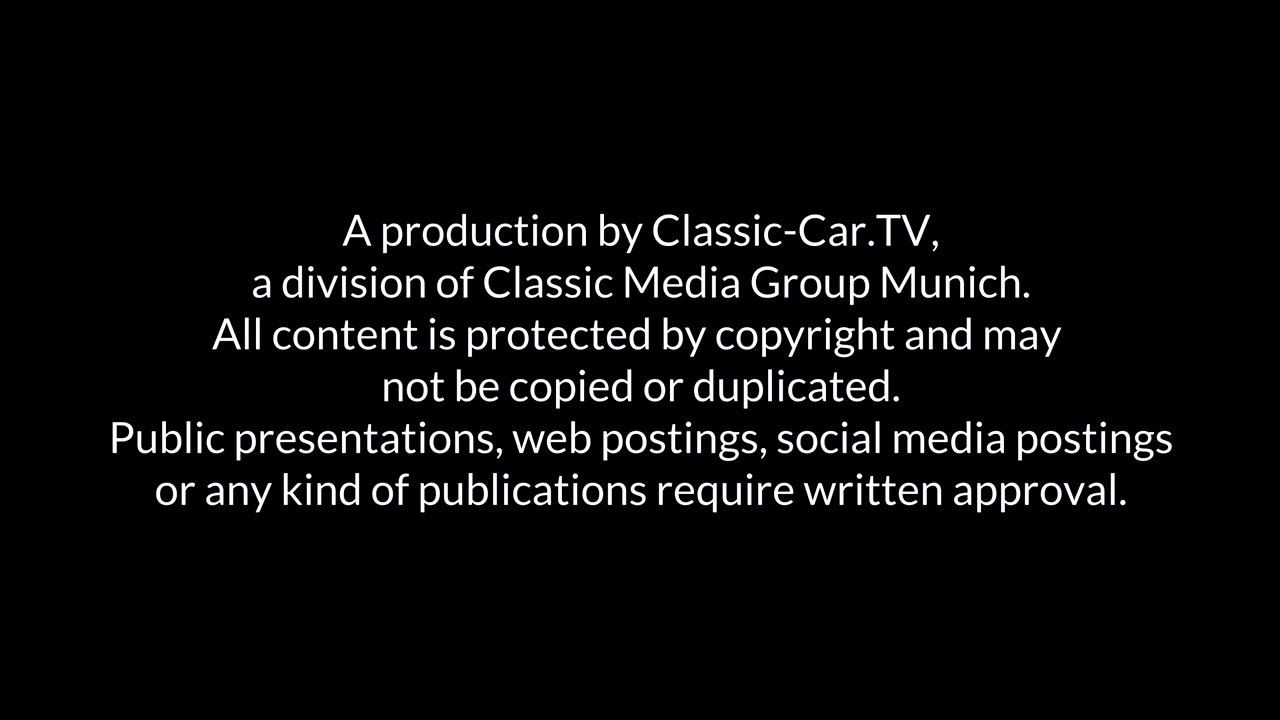 A production by Classic-Car.TV,
a division of Classic Media Group Munich.
All content is protected by copyright and may
not be copied or duplicated.
Public presentations, web postings, social media postings
or any kind of publications require written approval.